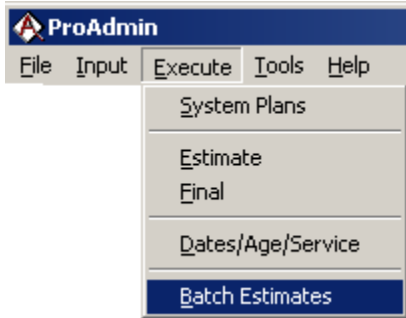 ProAdmin
File Input Execute Tools Help
System Plans
Estimate
Final
Dates/Age/Service
Batch Estimates